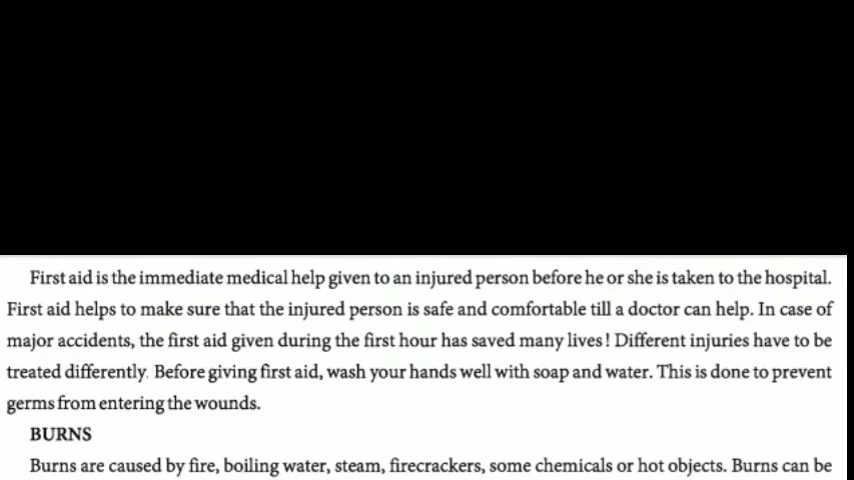 First aid is the immediate medical help given to an injured person before he or she is taken to the hospital.
First aid helps to make sure that the injured person is safe and comfortable till a doctor can help. In case of
major accidents, the first aid given during the first hour has saved many lives! Different injuries have to be
treated differently. Before giving first aid, wash your hands well with soap and water. This is done to prevent
germs from entering the wounds.
BURNS
Burns are caused by fire, boiling water, steam, firecrackers, some chemicals or hot objects. Burns can be